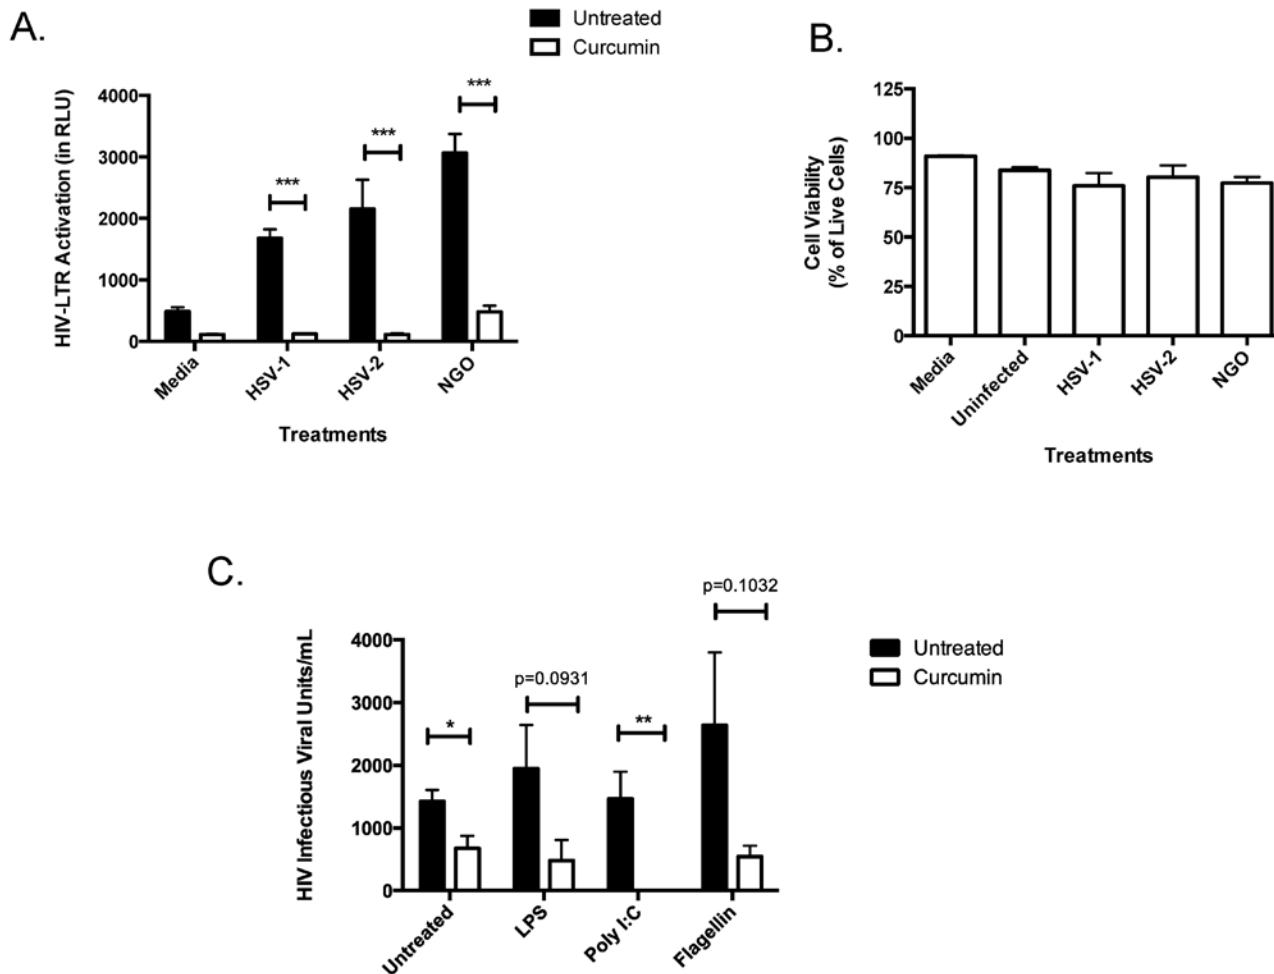 A.
Untreated
Curcumin
HIV-LTR Activation (in RLU)
4000
3000
2000
1000
0
***
***
***
Media
HSV-1
HSV-2
NGO
Treatments
B.
Cell Viability
(% of Live Cells)
125
100
75
50
25
0
Media
Uninfected
HSV-1
HSV-2
NGO
Treatments
C.
HIV Infectious Viral Units/mL
4000
3000
2000
1000
0
*
p=0.0931
**
p=0.1032
Untreated
LPS
Poly I:C
Flagellin
Untreated
Curcumin